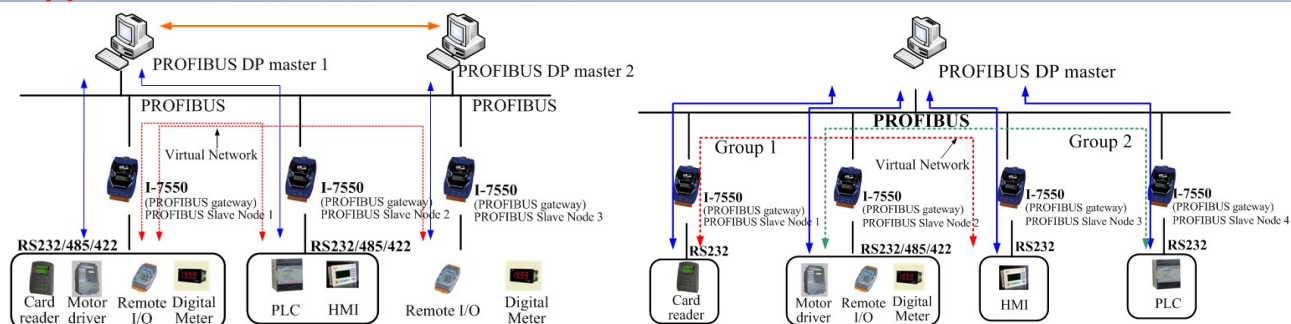 PROFIBUS DP master 1
PROFIBUS DP master 2
PROFIBUS
PROFIBUS
Virtual Network
I-7550
(PROFIBUS gateway)
PROFIBUS Slave Node 1
I-7550
(PROFIBUS gateway)
PROFIBUS Slave Node 2
I-7550
(PROFIBUS gateway)
PROFIBUS Slave Node 3
RS232/485/422
RS232/485/422
Card
reader
Motor
driver
Remote
I/O
Digital
Meter
PLC
HMI
Remote I/O
Digital
Meter
PROFIBUS DP master
PROFIBUS
Group 1
Group 2
Virtual Network
I-7550
(PROFIBUS gateway)
PROFIBUS Slave Node 1
I-7550
(PROFIBUS gateway)
PROFIBUS Slave Node 2
I-7550
(PROFIBUS gateway)
PROFIBUS Slave Node 3
I-7550
(PROFIBUS gateway)
PROFIBUS Slave Node 4
RS232
RS232/485/422
RS232
RS232
Card
reader
Motor
driver
Remote
I/O
Digital
Meter
HMI
PLC